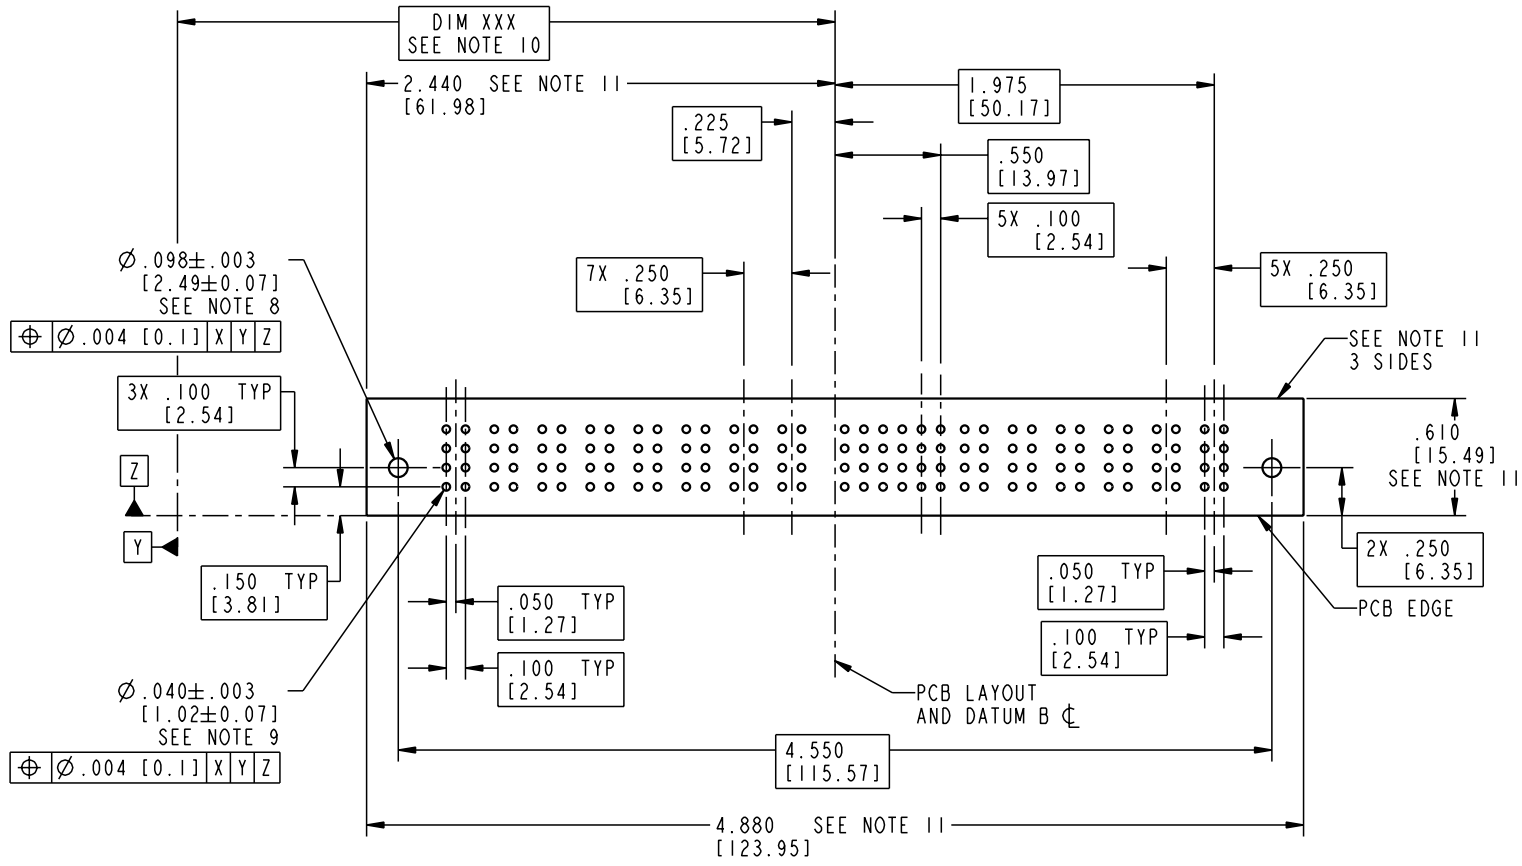 DIM XXX
SEE NOTE 10
2.440 SEE NOTE 11
[61.98]
1.975
[50.17]
.225
[5.72]
.550
[13.97]
5X .100
[2.54]
7X .250
[6.35]
5X .250
[6.35]
Ø.098±.003
[2.49±0.07]
SEE NOTE 8
⌖ Ø.004 [0.1] X Y Z
SEE NOTE 11
3 SIDES
3X .100 TYP
[2.54]
.610
[15.49]
SEE NOTE 11
Z
Y
2X .250
[6.35]
.150 TYP
[3.81]
.050 TYP
[1.27]
.050 TYP
[1.27]
PCB EDGE
.100 TYP
[2.54]
.100 TYP
[2.54]
Ø.040±.003
[1.02±0.07]
SEE NOTE 9
⌖ Ø.004 [0.1] X Y Z
PCB LAYOUT
AND DATUM B ℄
4.550
[115.57]
4.880 SEE NOTE 11
[123.95]